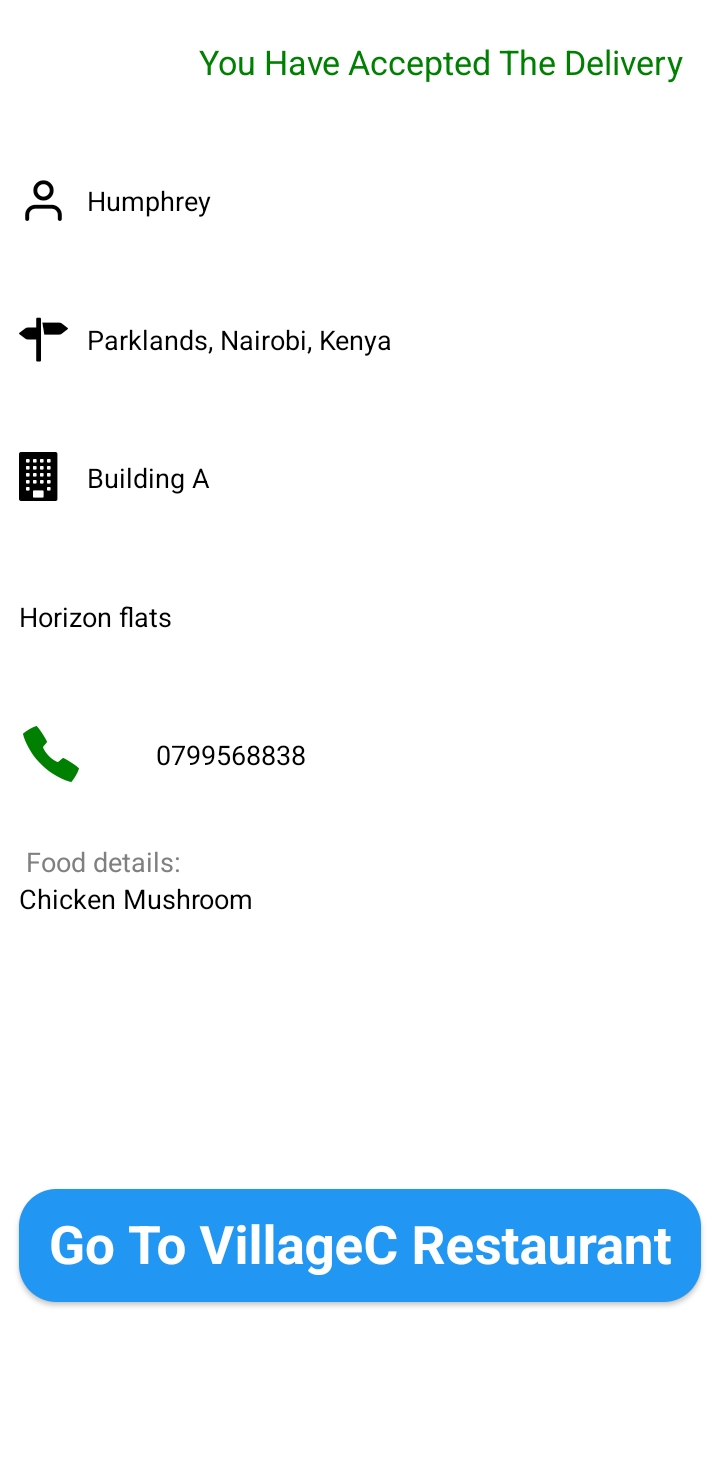 You Have Accepted The Delivery
Humphrey
Parklands, Nairobi, Kenya
Building A
Horizon flats
0799568838
Food details:
Chicken Mushroom
Go To VillageC Restaurant